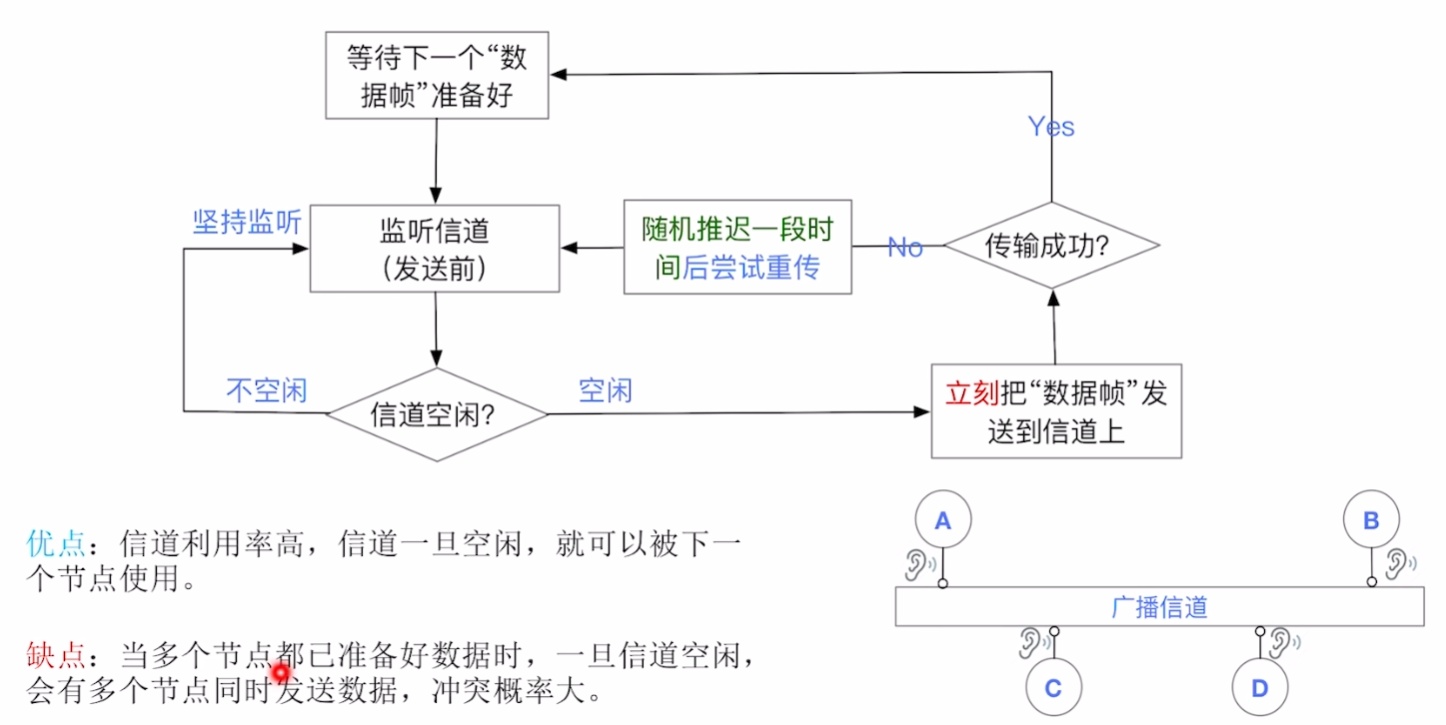 等待下一个“数
据帧”准备好
Yes
坚持监听
监听信道
（发送前）
随机推迟一段时
间后尝试重传
No
传输成功？
不空闲
信道空闲？
空闲
立刻把“数据帧”发
送到信道上
优点：信道利用率高，信道一旦空闲，就可以被下一
个节点使用。
缺点：当多个节点都已准备好数据时，一旦信道空闲，
会有多个节点同时发送数据，冲突概率大。
A
B
广播信道
C
D